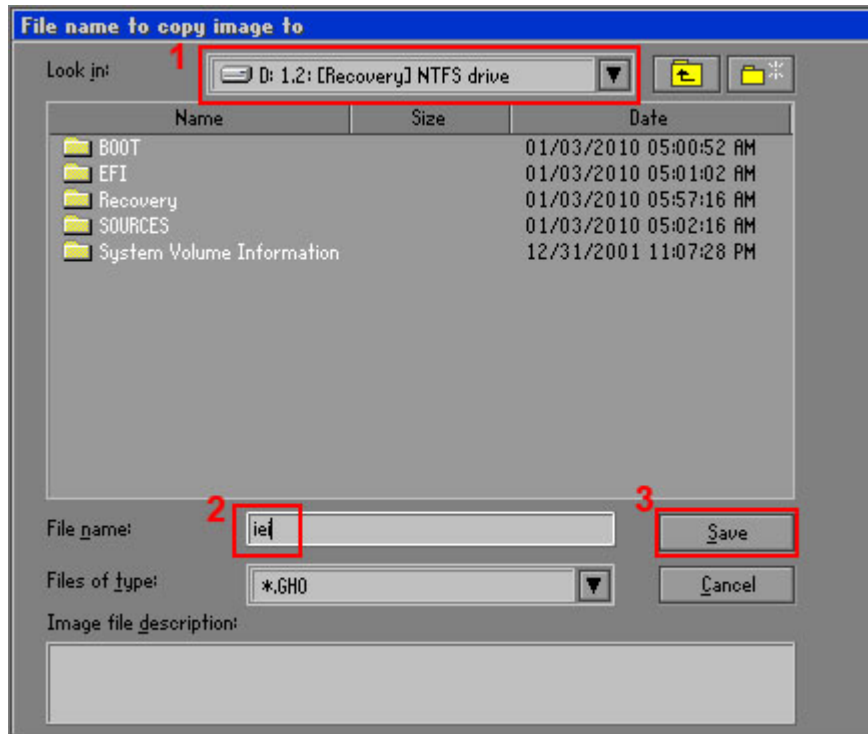 File name to copy image to
1
Look in: D: 1.2: [Recovery] NTFS drive
Name Size Date
BOOT 01/03/2010 05:00:52 AM
EFI 01/03/2010 05:01:02 AM
Recovery 01/03/2010 05:57:16 AM
SOURCES 01/03/2010 05:02:16 AM
System Volume Information 12/31/2001 11:07:28 PM
2 3
File name: iei Save
Files of type: *.GHO Cancel
Image file description: